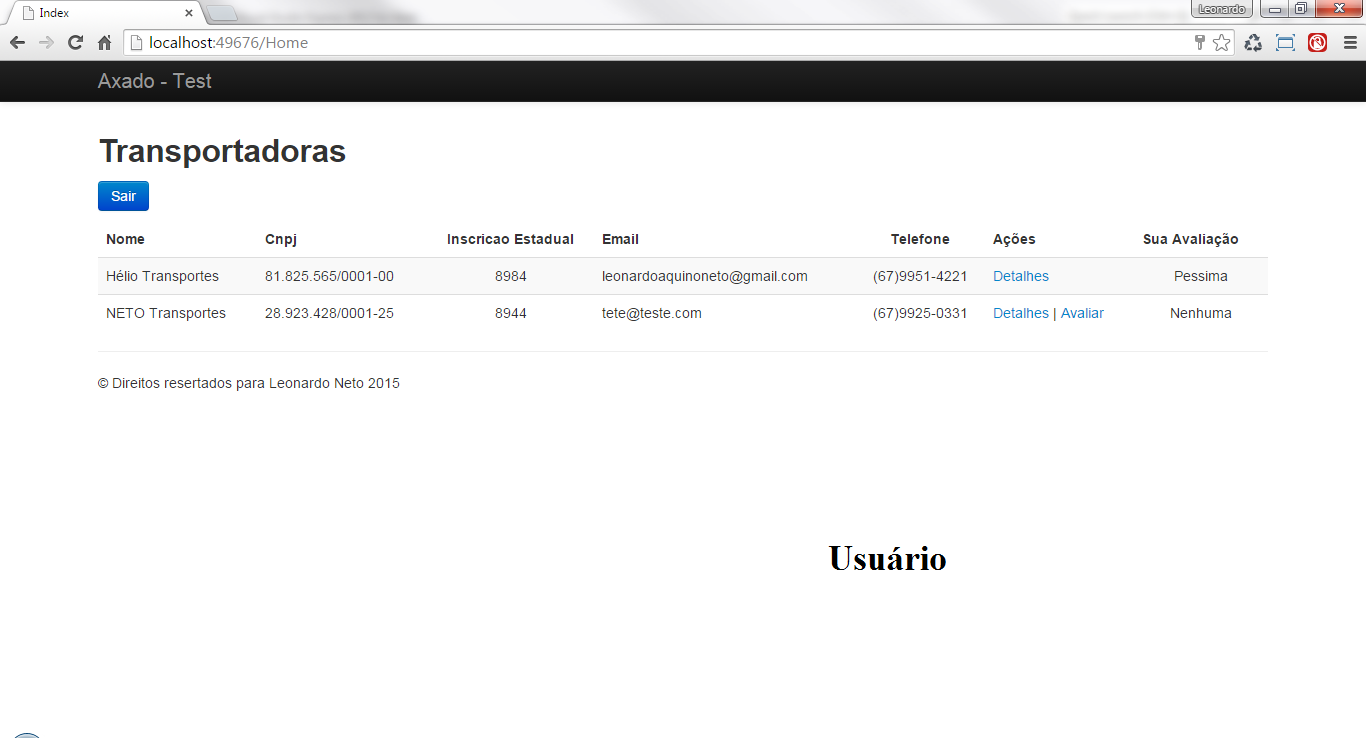 Index
Leonardo
localhost:49676/Home
Axado - Test
Transportadoras
Sair
Nome Cnpj Inscricao Estadual Email Telefone Ações Sua Avaliação
Hélio Transportes 81.825.565/0001-00 8984 leonardoaquinoneto@gmail.com (67)9951-4221 Detalhes Pessima
NETO Transportes 28.923.428/0001-25 8944 tete@teste.com (67)9925-0331 Detalhes | Avaliar Nenhuma
© Direitos resertados para Leonardo Neto 2015
Usuário